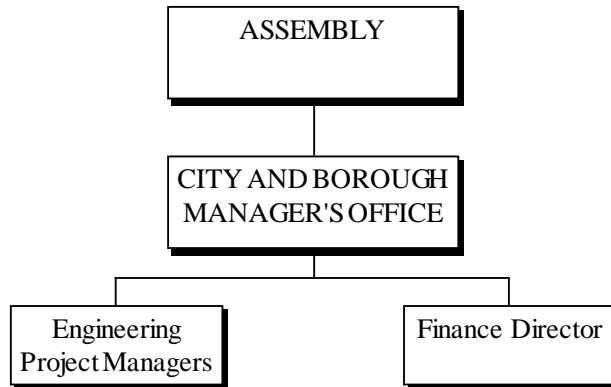 ASSEMBLY
CITY AND BOROUGH
MANAGER'S OFFICE
Engineering
Project Managers
Finance Director